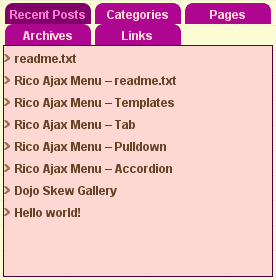 Recent Posts Categories Pages
Archives Links
readme.txt
Rico Ajax Menu – readme.txt
Rico Ajax Menu – Templates
Rico Ajax Menu – Tab
Rico Ajax Menu – Pulldown
Rico Ajax Menu – Accordion
Dojo Skew Gallery
Hello world!